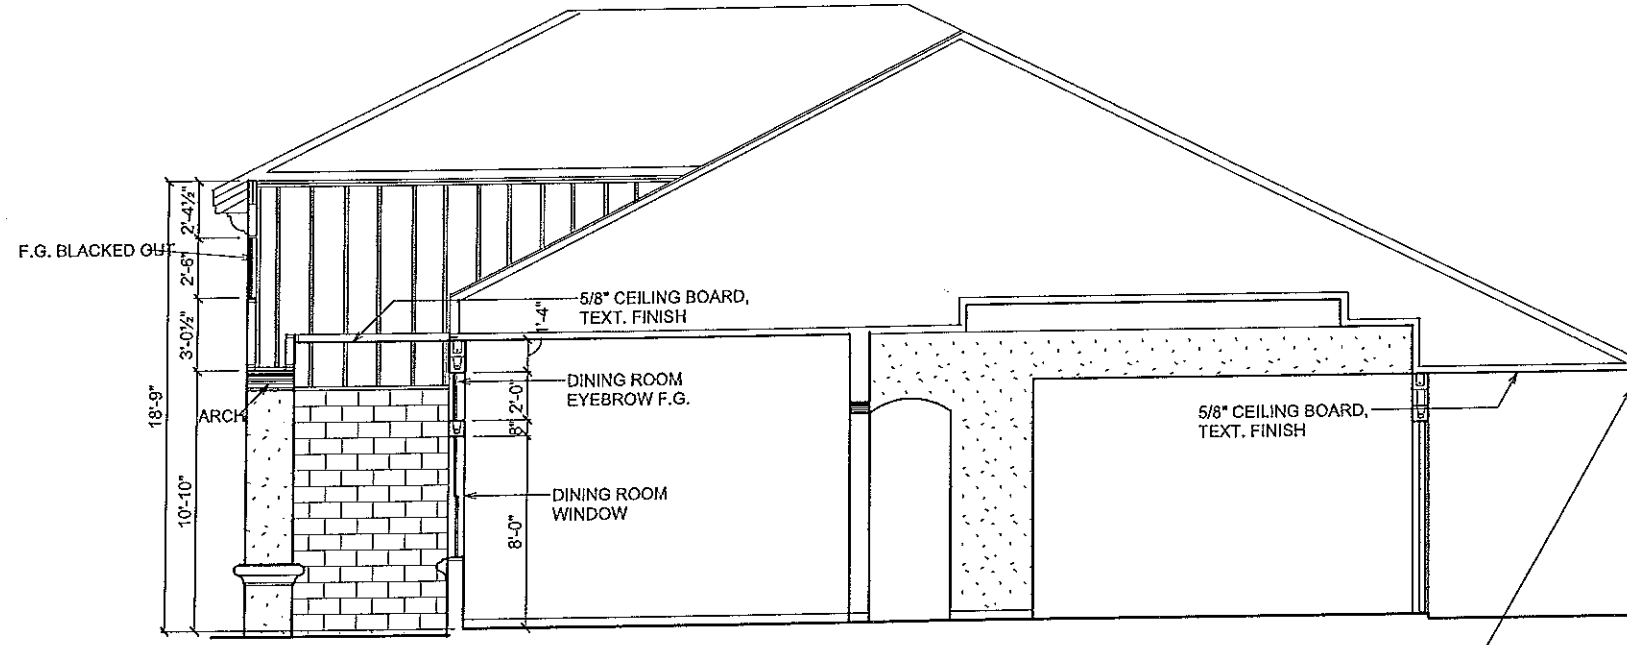 2'-4½"
F.G. BLACKED OUT
2'-6"
5/8" CEILING BOARD,
TEXT. FINISH
1'-4"
3'-0½"
DINING ROOM
EYEBROW F.G.
2'-0"
18'-9"
ARCH
8"
5/8" CEILING BOARD,
TEXT. FINISH
10'-10"
DINING ROOM
WINDOW
8'-0"